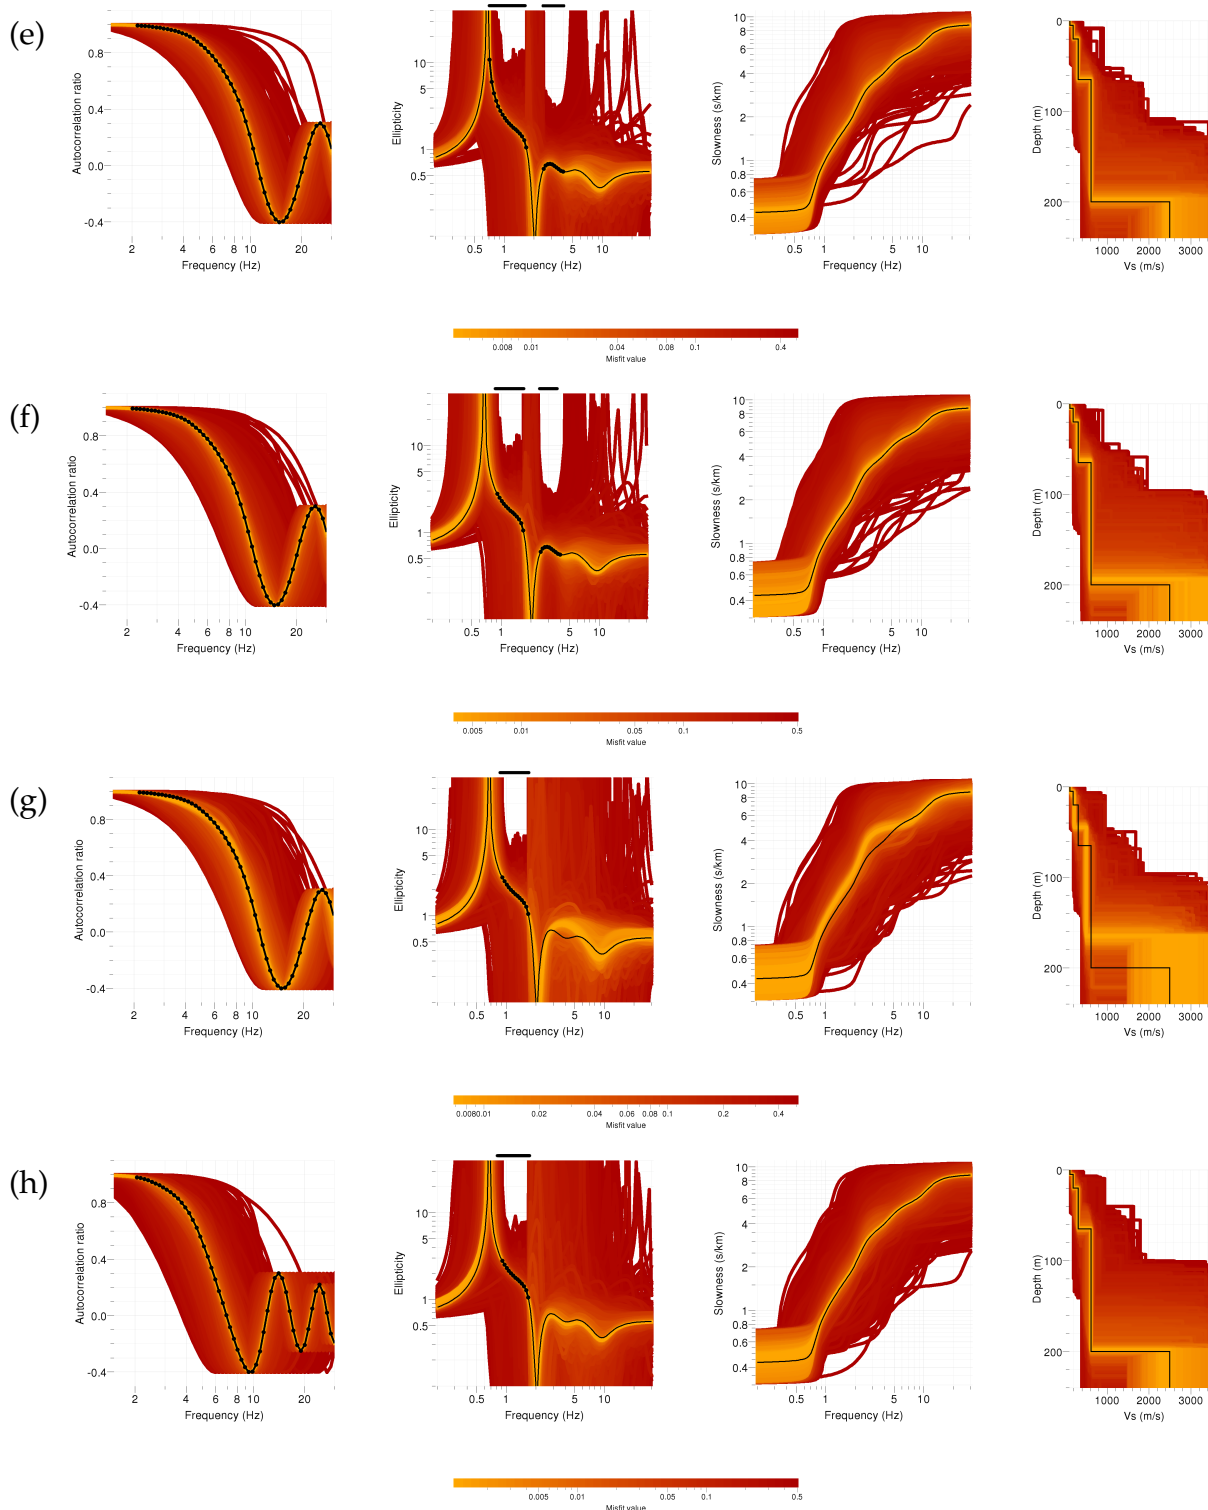 (e)
Autocorrelation ratio
0.8
0.4
0.0
-0.4
2 4 6 8 10 20
Frequency (Hz)
Ellipticity
10
5
1
0.5
0.5 1 5 10
Frequency (Hz)
Slowness (s/km)
10
8
6
4
2
1
0.8
0.6
0.4
0.5 1 5 10
Frequency (Hz)
Depth (m)
0
100
200
1000 2000 3000
Vs (m/s)
0.008 0.01 0.04 0.08 0.1 0.4
Misfit value
(f)
Autocorrelation ratio
0.8
0.4
0.0
-0.4
2 4 6 8 10 20
Frequency (Hz)
Ellipticity
10
5
1
0.5
0.5 1 5 10
Frequency (Hz)
Slowness (s/km)
10
8
6
4
2
1
0.8
0.6
0.4
0.5 1 5 10
Frequency (Hz)
Depth (m)
0
100
200
1000 2000 3000
Vs (m/s)
0.005 0.01 0.05 0.1 0.5
Misfit value
(g)
Autocorrelation ratio
0.8
0.4
0.0
-0.4
2 4 6 8 10 20
Frequency (Hz)
Ellipticity
10
5
1
0.5
0.5 1 5 10
Frequency (Hz)
Slowness (s/km)
10
8
6
4
2
1
0.8
0.6
0.4
0.5 1 5 10
Frequency (Hz)
Depth (m)
0
100
200
1000 2000 3000
Vs (m/s)
0.008 0.01 0.02 0.04 0.06 0.08 0.1 0.2 0.4
Misfit value
(h)
Autocorrelation ratio
0.8
0.4
0.0
-0.4
2 4 6 8 10 20
Frequency (Hz)
Ellipticity
10
5
1
0.5
0.5 1 5 10
Frequency (Hz)
Slowness (s/km)
10
8
6
4
2
1
0.8
0.6
0.4
0.5 1 5 10
Frequency (Hz)
Depth (m)
0
100
200
1000 2000 3000
Vs (m/s)
0.005 0.01 0.05 0.1 0.5
Misfit value